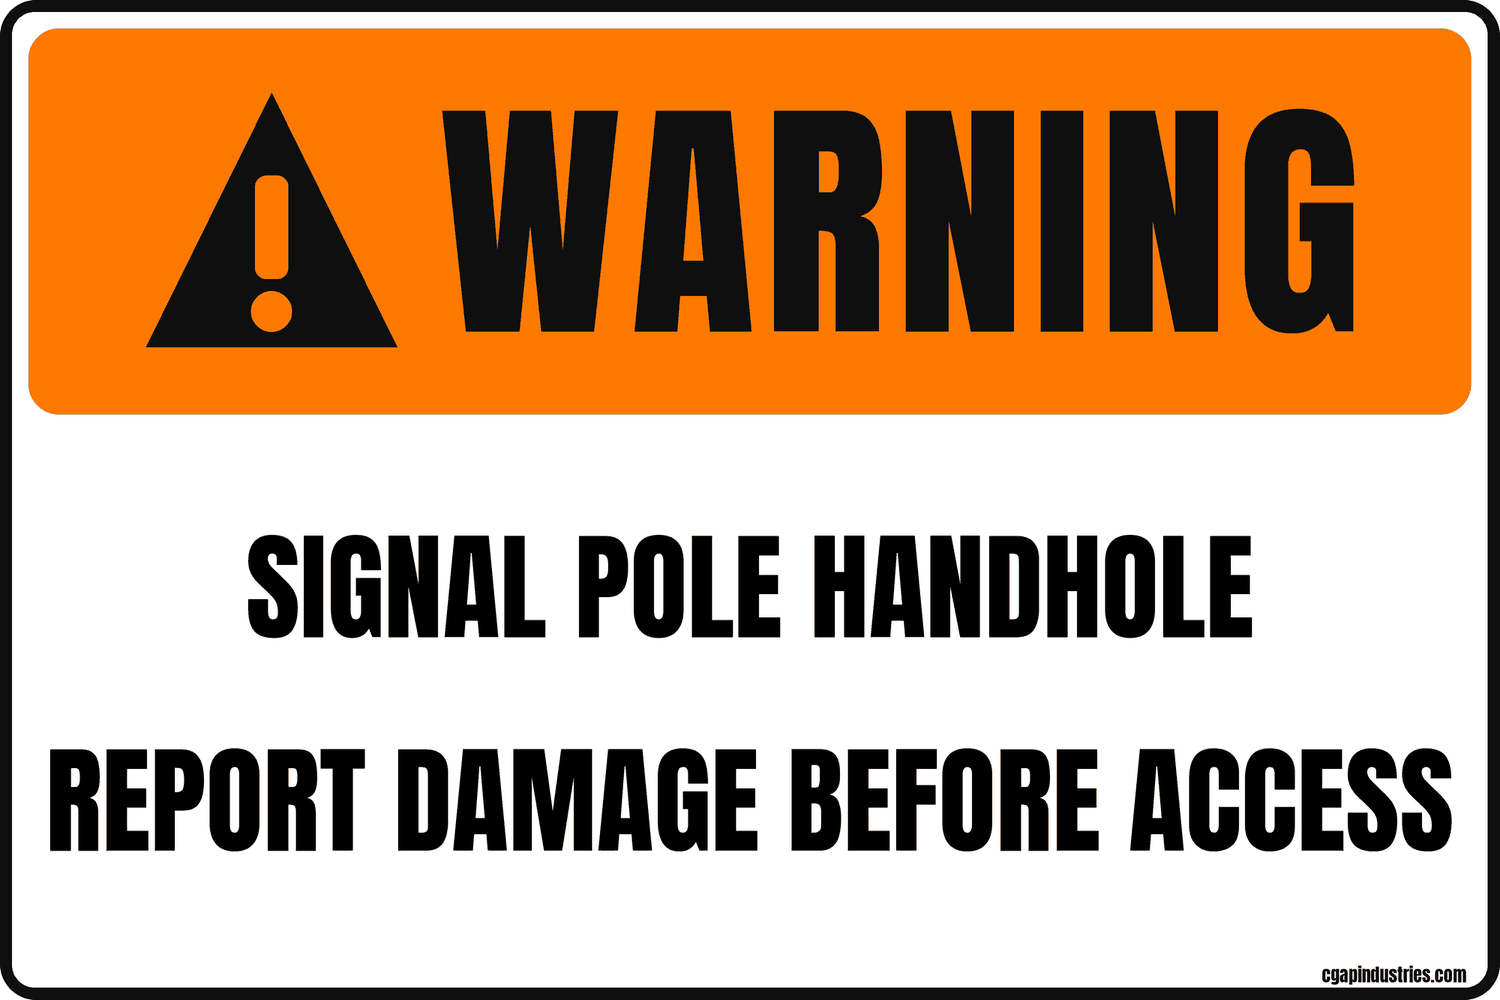 WARNING
SIGNAL POLE HANDHOLE
REPORT DAMAGE BEFORE ACCESS
cgapindustries.com